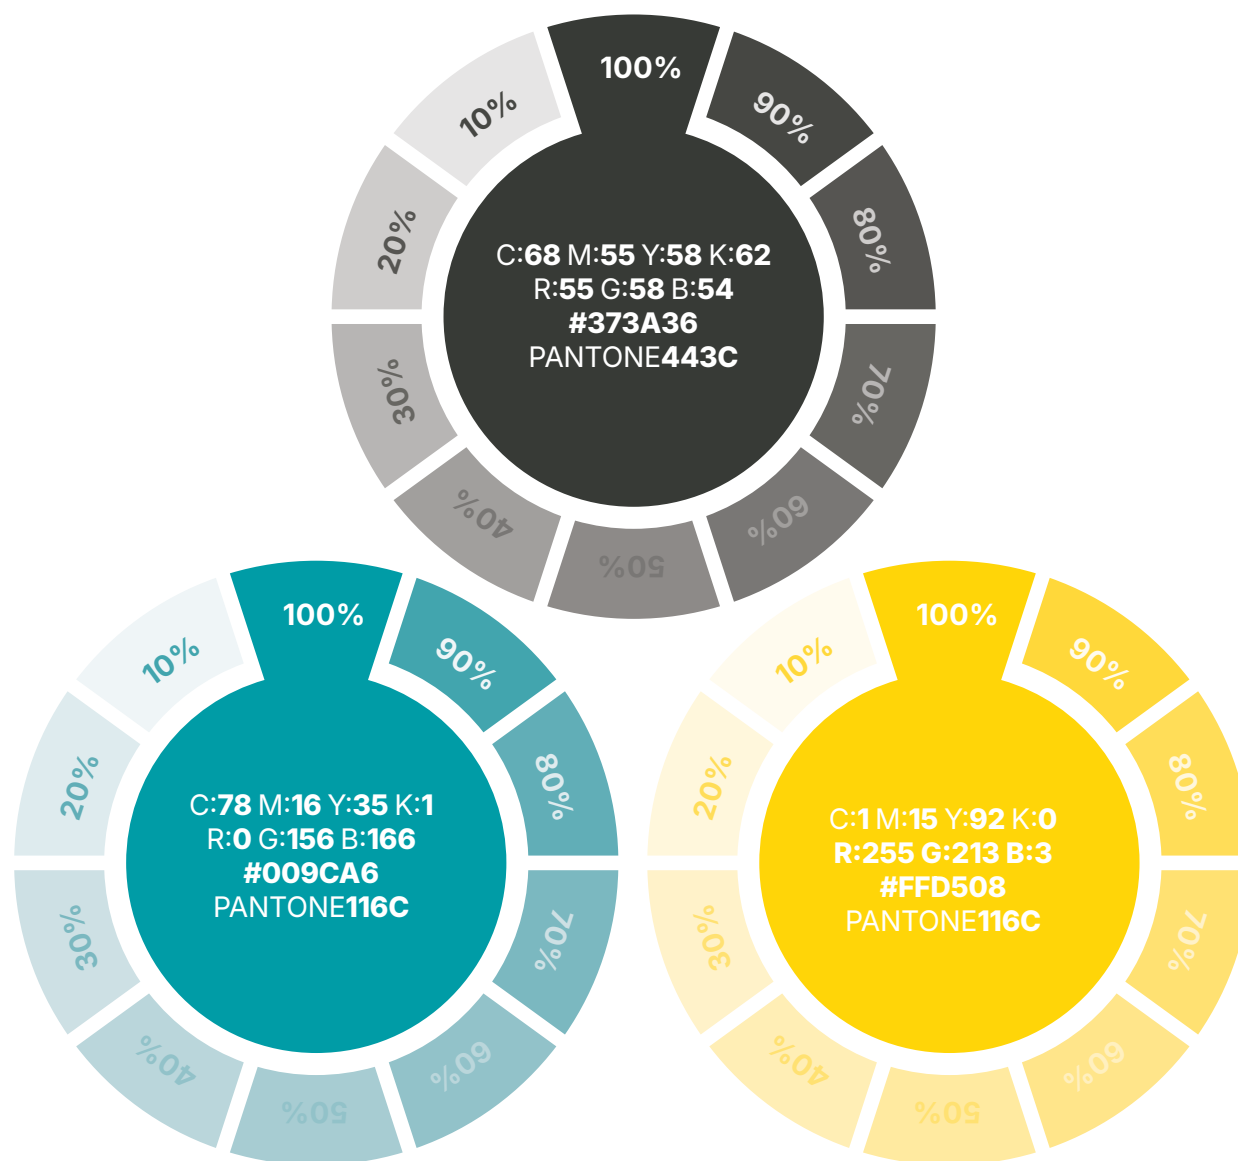 100%
90%
80%
70%
60%
50%
40%
30%
20%
10%
C:68 M:55 Y:58 K:62
R:55 G:58 B:54
#373A36
PANTONE443C
100%
90%
80%
70%
60%
50%
40%
30%
20%
10%
C:78 M:16 Y:35 K:1
R:0 G:156 B:166
#009CA6
PANTONE116C
100%
90%
80%
70%
60%
50%
40%
30%
20%
10%
C:1 M:15 Y:92 K:0
R:255 G:213 B:3
#FFD508
PANTONE116C